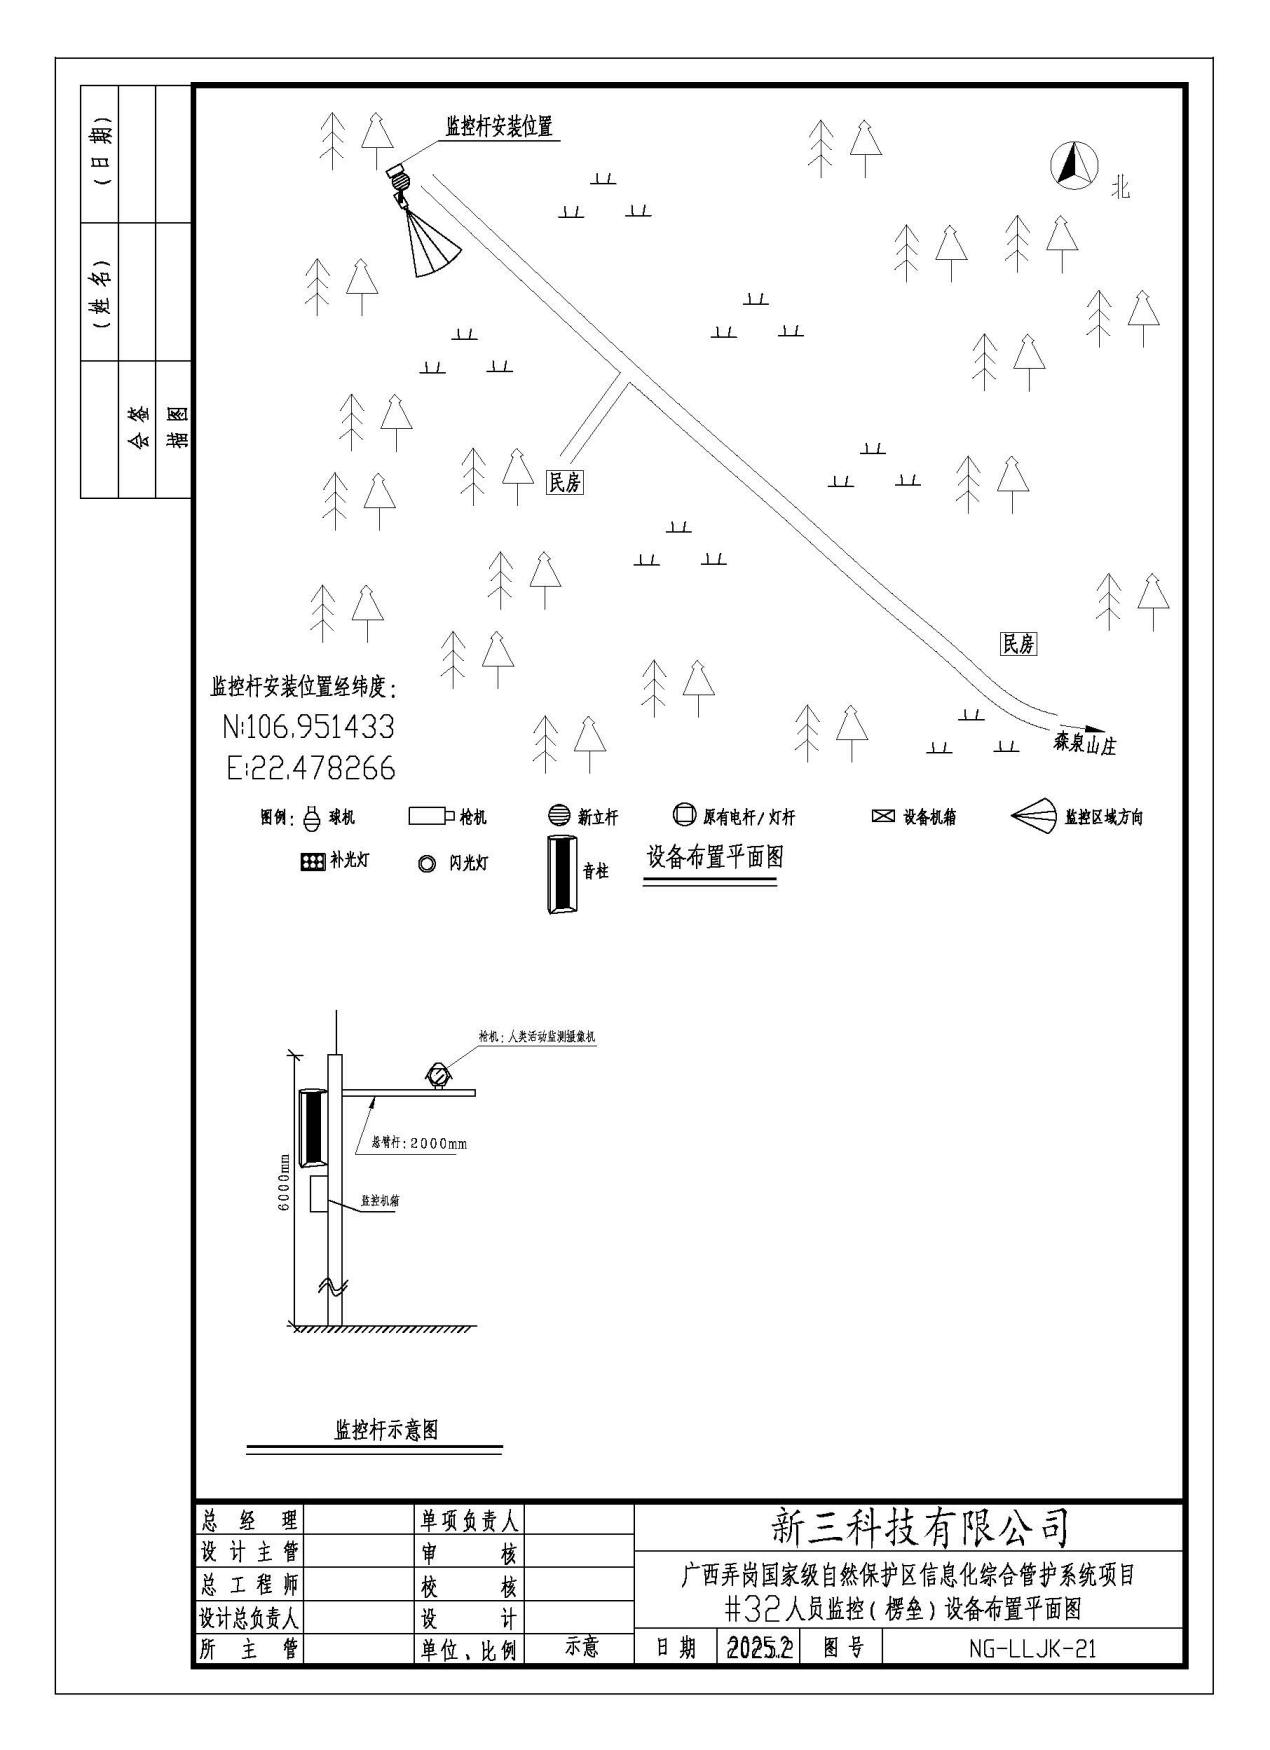 (日 期)
(姓 名)
会 签
描 图
监控杆安装位置
北
民房
民房
监控杆安装位置经纬度:
N:106.951433
E:22.478266
森泉山庄
图例: 球机 枪机 新立杆 原有电杆/灯杆 设备机箱 监控区域方向
补光灯 闪光灯 音柱
设备布置平面图
枪机:人类活动监测摄像机
悬臂杆:2000mm
6000mm
监控机箱
监控杆示意图
总 经 理 单项负责人
设 计 主 管 审 核
总 工 程 师 校 核
设计总负责人 设 计
所 主 管 单位、比例 示意
新三科技有限公司
广西弄岗国家级自然保护区信息化综合管护系统项目
#32人员监控(楞垒)设备布置平面图
日 期 2025.2 图 号 NG-LLJK-21